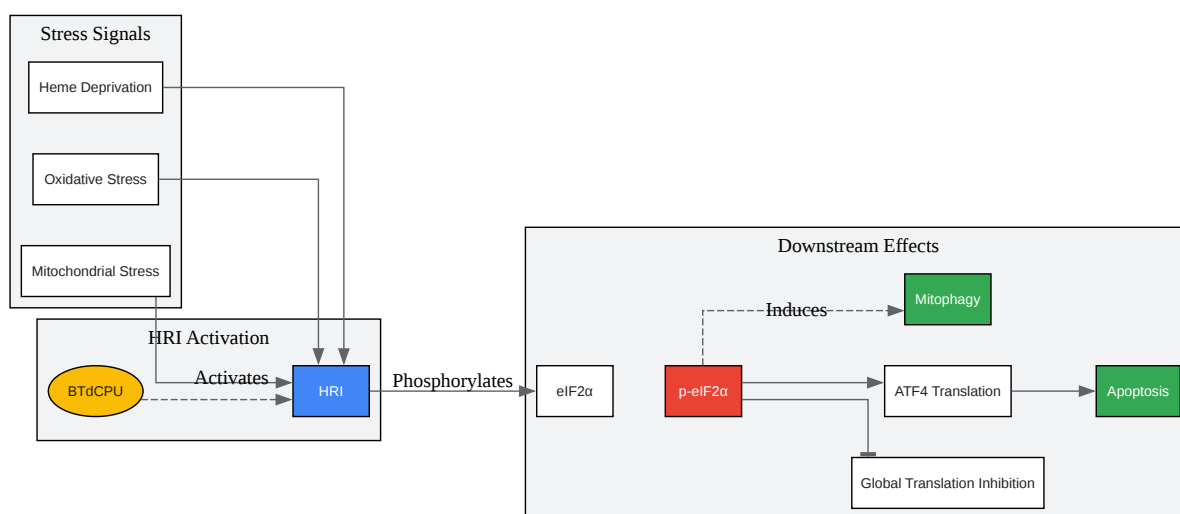 Stress Signals
Heme Deprivation
Oxidative Stress
Mitochondrial Stress
HRI Activation
BTdCPU
Activates
HRI
Phosphorylates
Downstream Effects
eIF2α
p-eIF2α
Induces
Mitophagy
ATF4 Translation
Apoptosis
Global Translation Inhibition